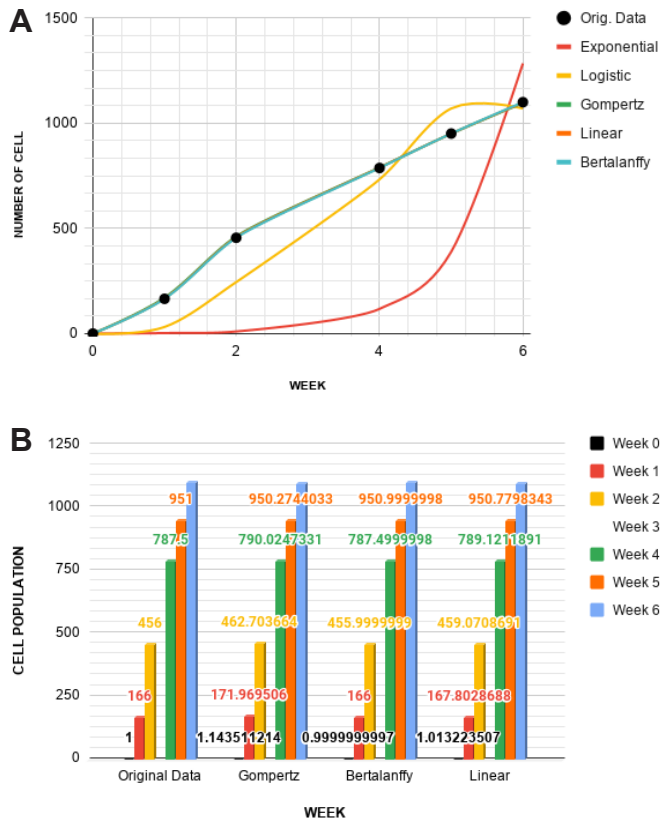 A
1500
1000
500
0
NUMBER OF CELL
0 2 4 6
WEEK
Orig. Data
Exponential
Logistic
Gompertz
Linear
Bertalanffy
B
1250
1000
750
500
250
0
CELL POPULATION
951 950.2744033 950.9999998 950.7798343
787.5 790.0247331 787.4999998 789.1211891
456 462.703664 455.9999999 459.0708691
166 171.969506 166 167.8028688
1 1.143511214 0.9999999997 1.013223507
Original Data Gompertz Bertalanffy Linear
WEEK
Week 0
Week 1
Week 2
Week 3
Week 4
Week 5
Week 6